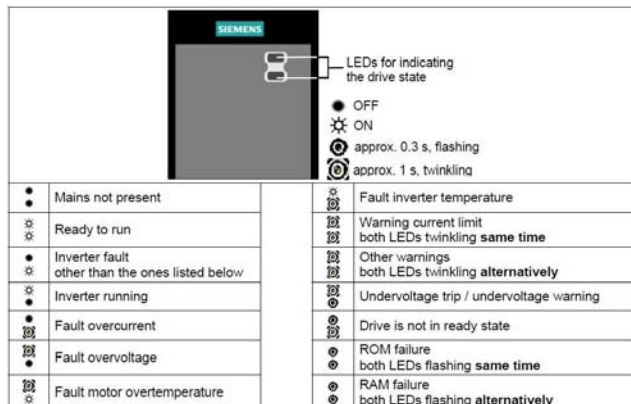 SIEMENS
LEDs for indicating
the drive state
OFF
ON
approx. 0.3 s, flashing
approx. 1 s, twinkling
Mains not present
Fault inverter temperature
Ready to run
Warning current limit
both LEDs twinkling same time
Inverter fault
other than the ones listed below
Other warnings
both LEDs twinkling alternatively
Inverter running
Undervoltage trip / undervoltage warning
Fault overcurrent
Drive is not in ready state
Fault overvoltage
ROM failure
both LEDs flashing same time
Fault motor overtemperature
RAM failure
both LEDs flashing alternatively